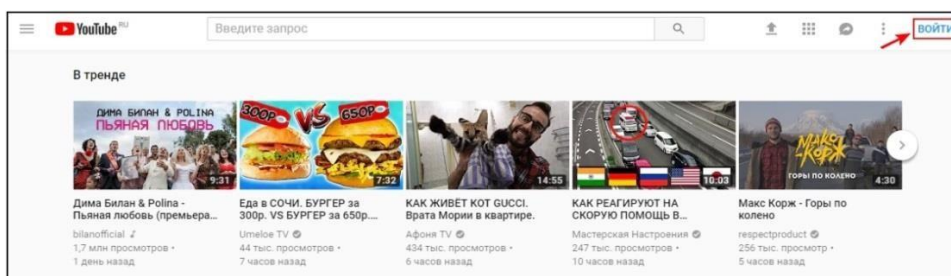 YouTube RU
Введите запрос
ВОЙТИ
В тренде
ДИМА БИЛАН & POLINA
ПЬЯНАЯ ЛЮБОВЬ
9:31
300Р. VS 650Р.
7:32
14:55
10:03
МАКС
КОРЖ
ГОРЫ ПО КОЛЕНО
4:30
Дима Билан & Polina -
Пьяная любовь (премьера...
bilanofficial
1,7 млн просмотров •
1 день назад
Еда в СОЧИ. БУРГЕР за
300р. VS БУРГЕР за 650р....
Umeloe TV
44 тыс. просмотров •
7 часов назад
КАК ЖИВЁТ КОТ GUCCI.
Врата Мории в квартире.
Афоня TV
434 тыс. просмотров •
6 часов назад
КАК РЕАГИРУЮТ НА
СКОРУЮ ПОМОЩЬ В...
Мастерская Настроения
247 тыс. просмотров •
10 часов назад
Макс Корж - Горы по
колено
respectproduct
256 тыс. просмотр •
5 часов назад